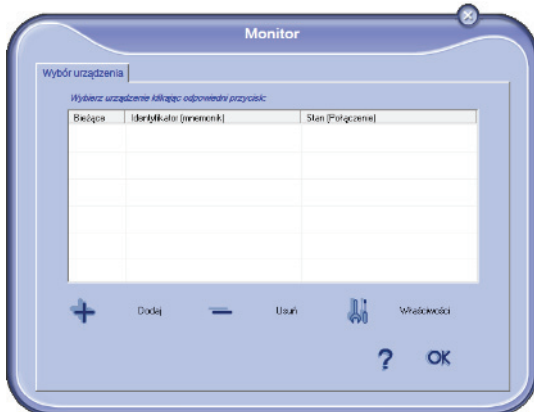 Monitor
Wybór urządzenia
Wybierz urządzenie klikając odpowiedni przycisk:
Bieżące Identyfikator (mnemonik) Stan (Połączenie)
Dodaj Usuń Właściwości
? OK